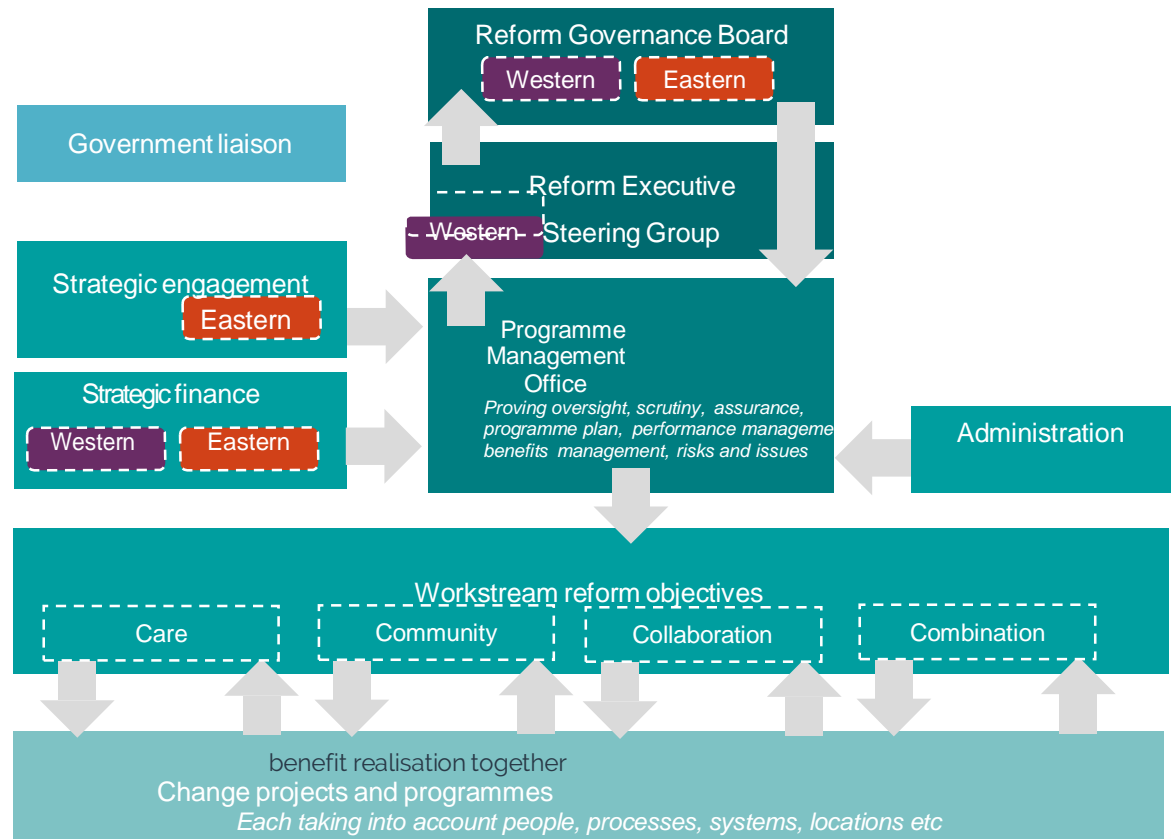 Reform Governance Board
Western
Eastern
Government liaison
Reform Executive
Western
Steering Group
Strategic engagement
Eastern
Programme
Management
Office
Proving oversight, scrutiny, assurance,
programme plan, performance manageme
benefits management, risks and issues
Strategic finance
Western
Eastern
Administration
Workstream reform objectives
Care
Community
Collaboration
Combination
benefit realisation together
Change projects and programmes
Each taking into account people, processes, systems, locations etc